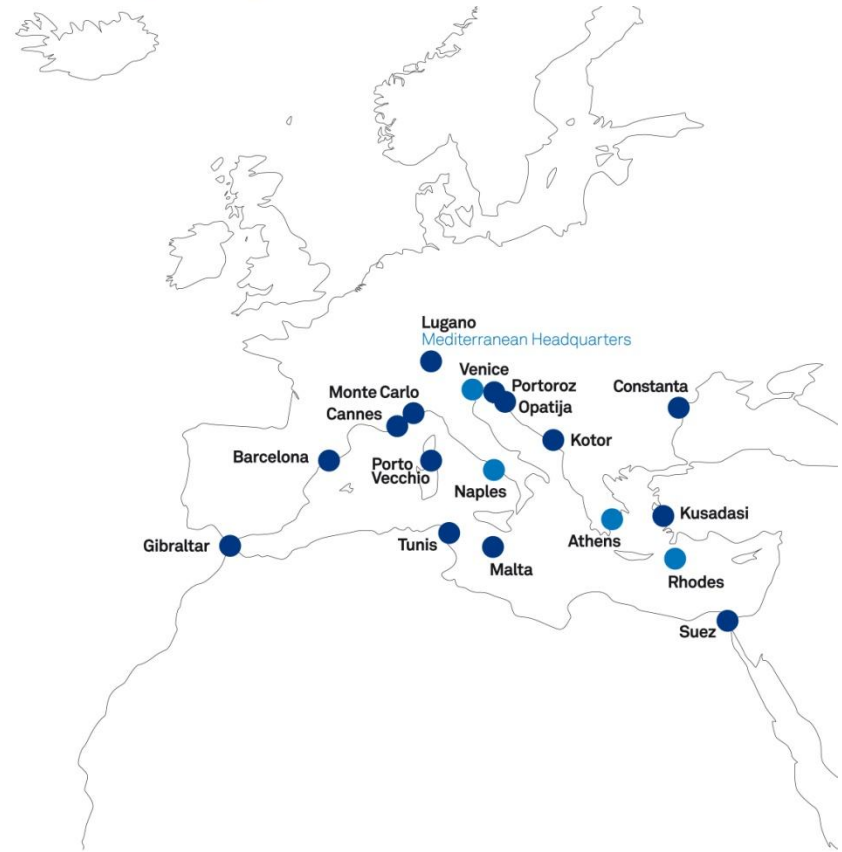 Lugano
Mediterranean Headquarters
Venice
Portoroz
Opatija
Monte Carlo
Cannes
Constanta
Kotor
Barcelona
Porto
Vecchio
Naples
Kusadasi
Athens
Gibraltar
Tunis
Malta
Rhodes
Suez